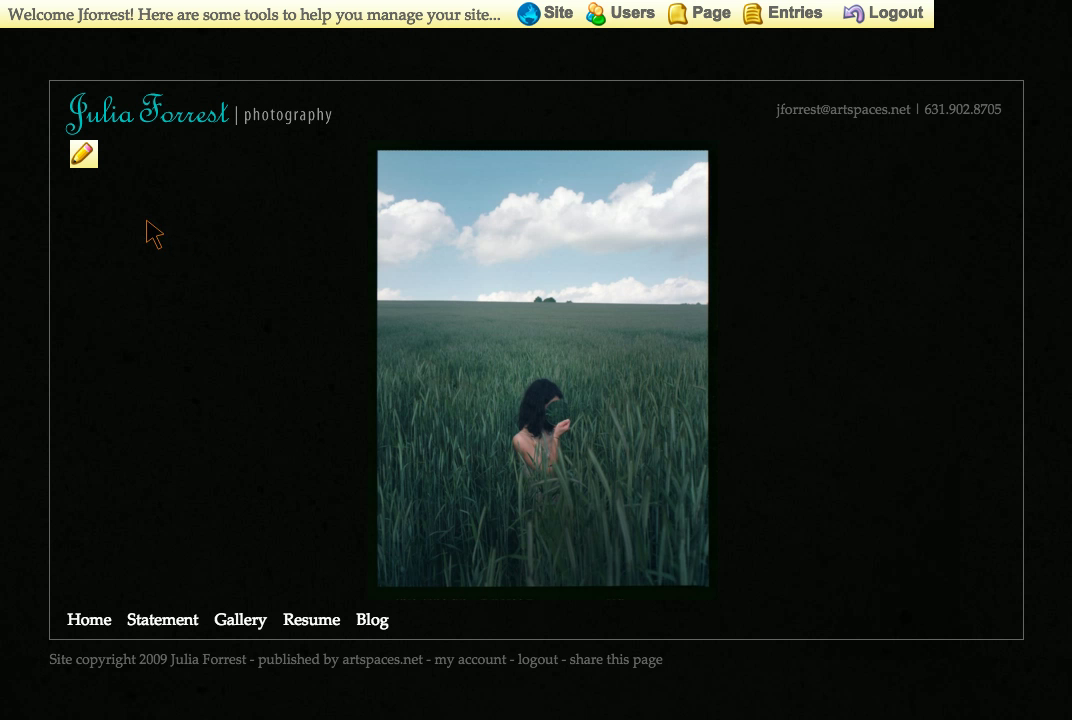 Welcome Jforrest! Here are some tools to help you manage your site... Site Users Page Entries Logout
Julia Forrest | photography
jforrest@artspaces.net | 631.902.8705
Home Statement Gallery Resume Blog
Site copyright 2009 Julia Forrest - published by artspaces.net - my account - logout - share this page